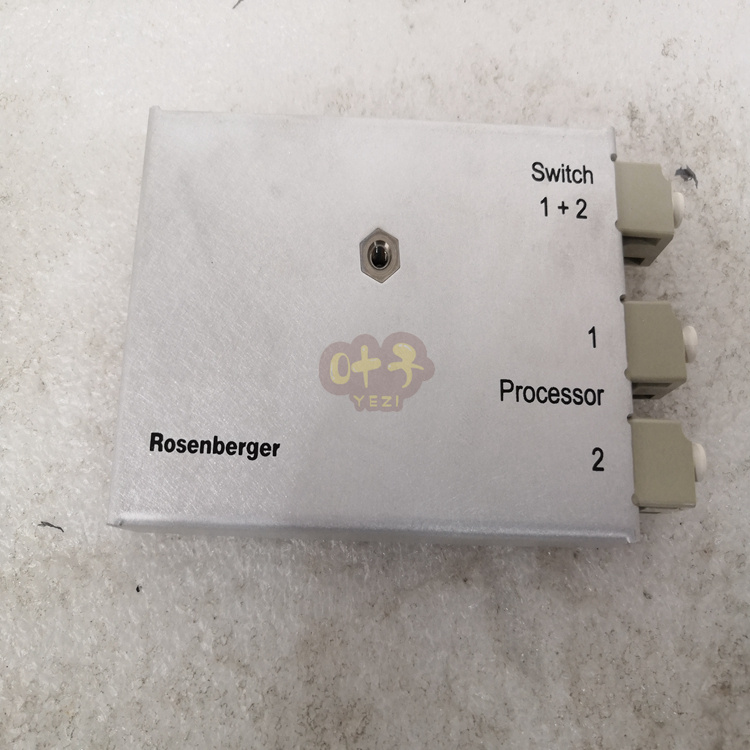 Switch
1 + 2
1
Processor
2
Rosenberger
叶子
YEZI